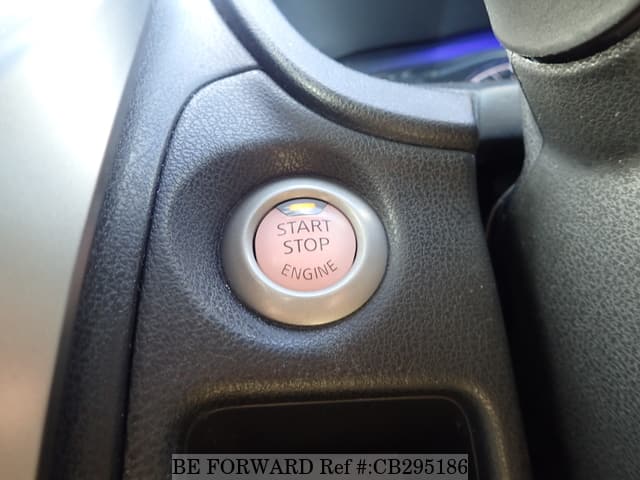 START
STOP
ENGINE
BE FORWARD Ref #:CB295186